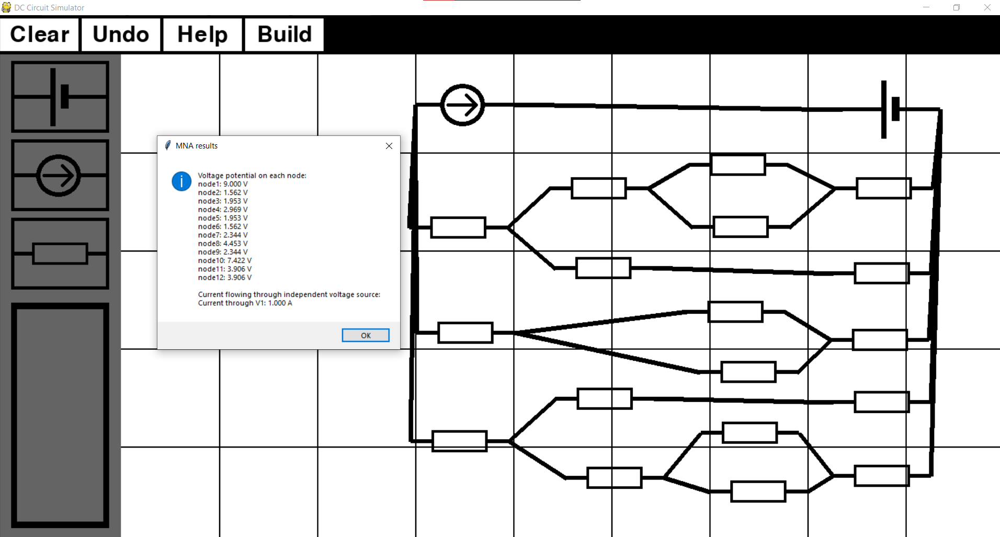 DC Circuit Simulator
Clear Undo Help Build
MNA results
Voltage potential on each node:
node1: 9.000 V
node2: 1.562 V
node3: 1.953 V
node4: 2.969 V
node5: 1.953 V
node6: 1.562 V
node7: 2.344 V
node8: 4.453 V
node9: 2.344 V
node10: 7.422 V
node11: 3.906 V
node12: 3.906 V
Current flowing through independent voltage source:
Current through V1: 1.000 A
OK